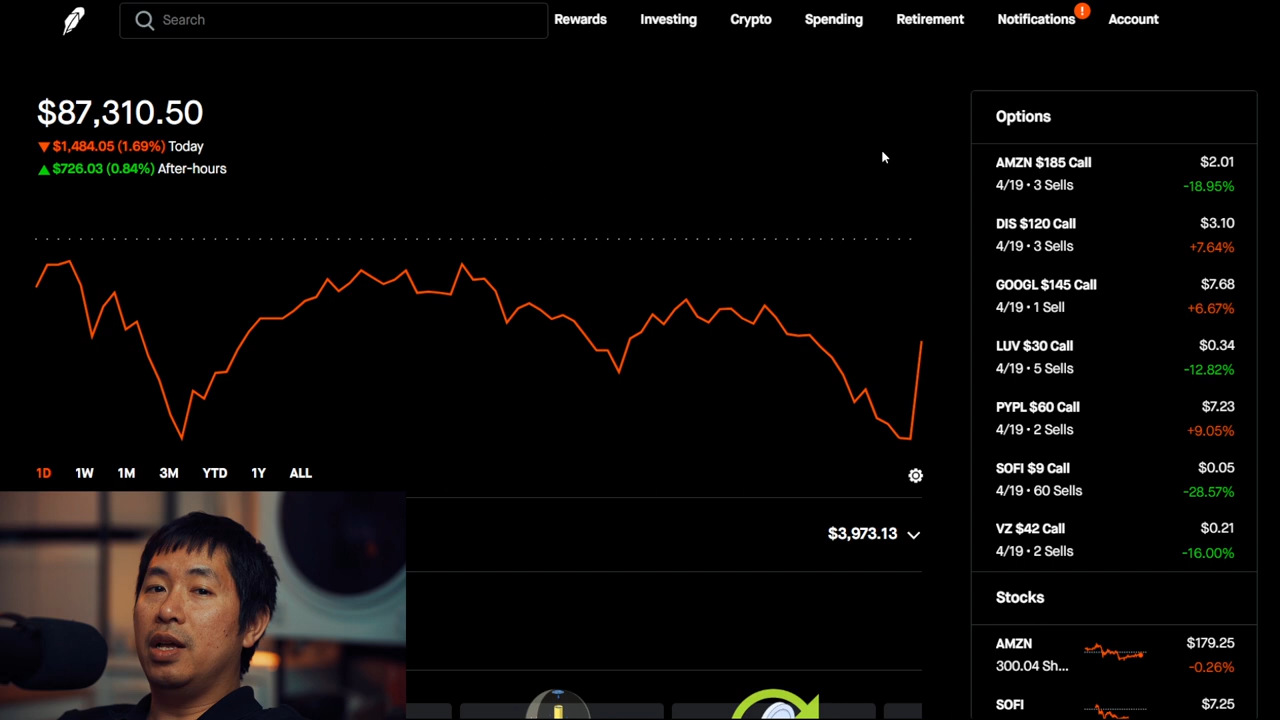 Search
Rewards
Investing
Crypto
Spending
Retirement
Notifications
!
Account
$87,310.50
▼ $1,484.05 (1.69%) Today
▲ $726.03 (0.84%) After-hours
1D
1W
1M
3M
YTD
1Y
ALL
$3,973.13
Options
AMZN $185 Call $2.01
4/19 • 3 Sells -18.95%
DIS $120 Call $3.10
4/19 • 3 Sells +7.64%
GOOGL $145 Call $7.68
4/19 • 1 Sell +6.67%
LUV $30 Call $0.34
4/19 • 5 Sells -12.82%
PYPL $60 Call $7.23
4/19 • 2 Sells +9.05%
SOFI $9 Call $0.05
4/19 • 60 Sells -28.57%
VZ $42 Call $0.21
4/19 • 2 Sells -16.00%
Stocks
AMZN $179.25
300.04 Sh... -0.26%
SOFI $7.25